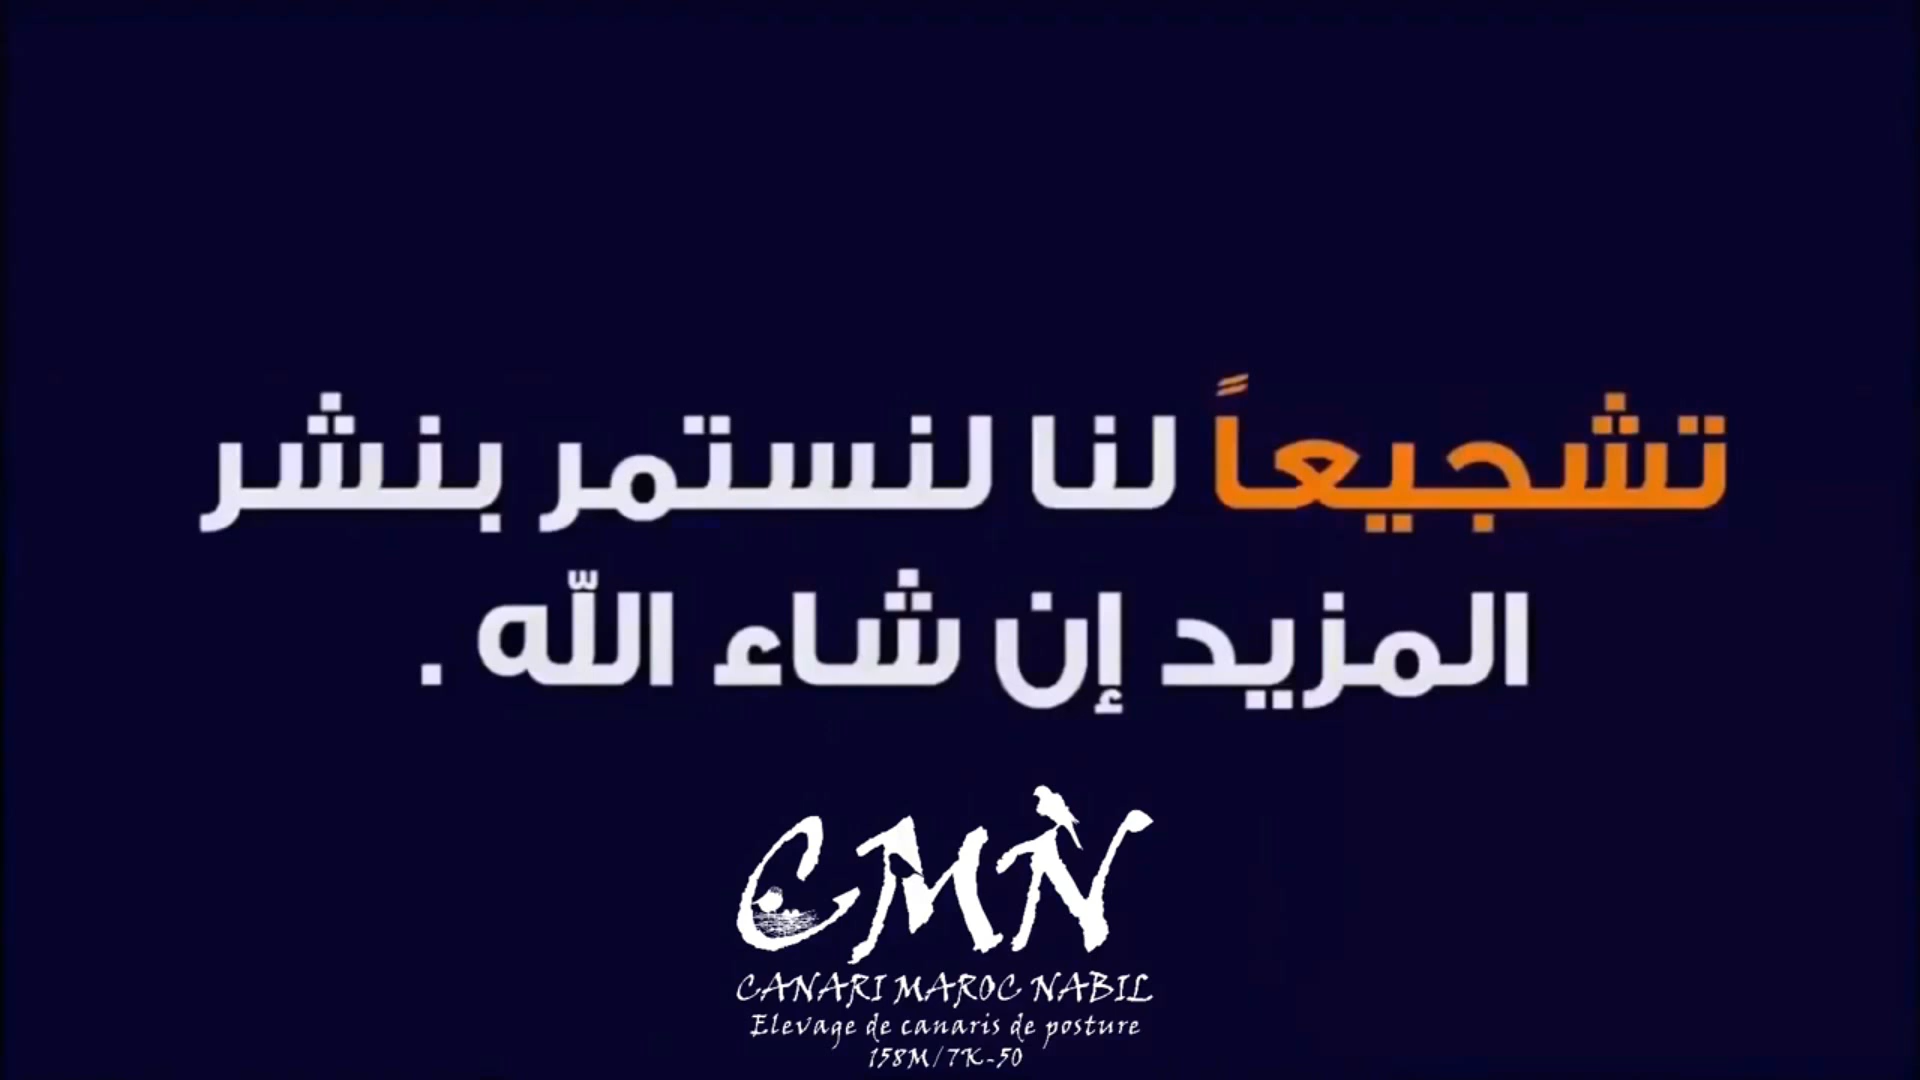 تشجيعاً لنا لنستمر بنشر
المزيد إن شاء اللّه .
CMN
CANARI MAROC NABIL
Elevage de canaris de posture
158M/7K-50